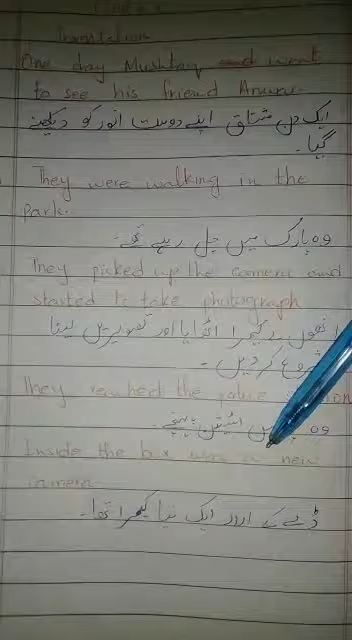 Translation
One day Mushtaq and went
to see his friend Anwar.
ایک دن مشتاق اپنے دوست انور کو دیکھنے
گیا۔
They were walking in the
park.
وہ پارک میں چل رہے تھے۔
They picked up the camera and
started to take photograph
انھوں نے کیمرا اٹھایا اور تصویریں لینا
شروع کر دیں۔
They reached the police
وہ پہنچے۔
Inside the box was a new
camera
ڈبے کے اندر ایک نیا کیمرا تھا۔